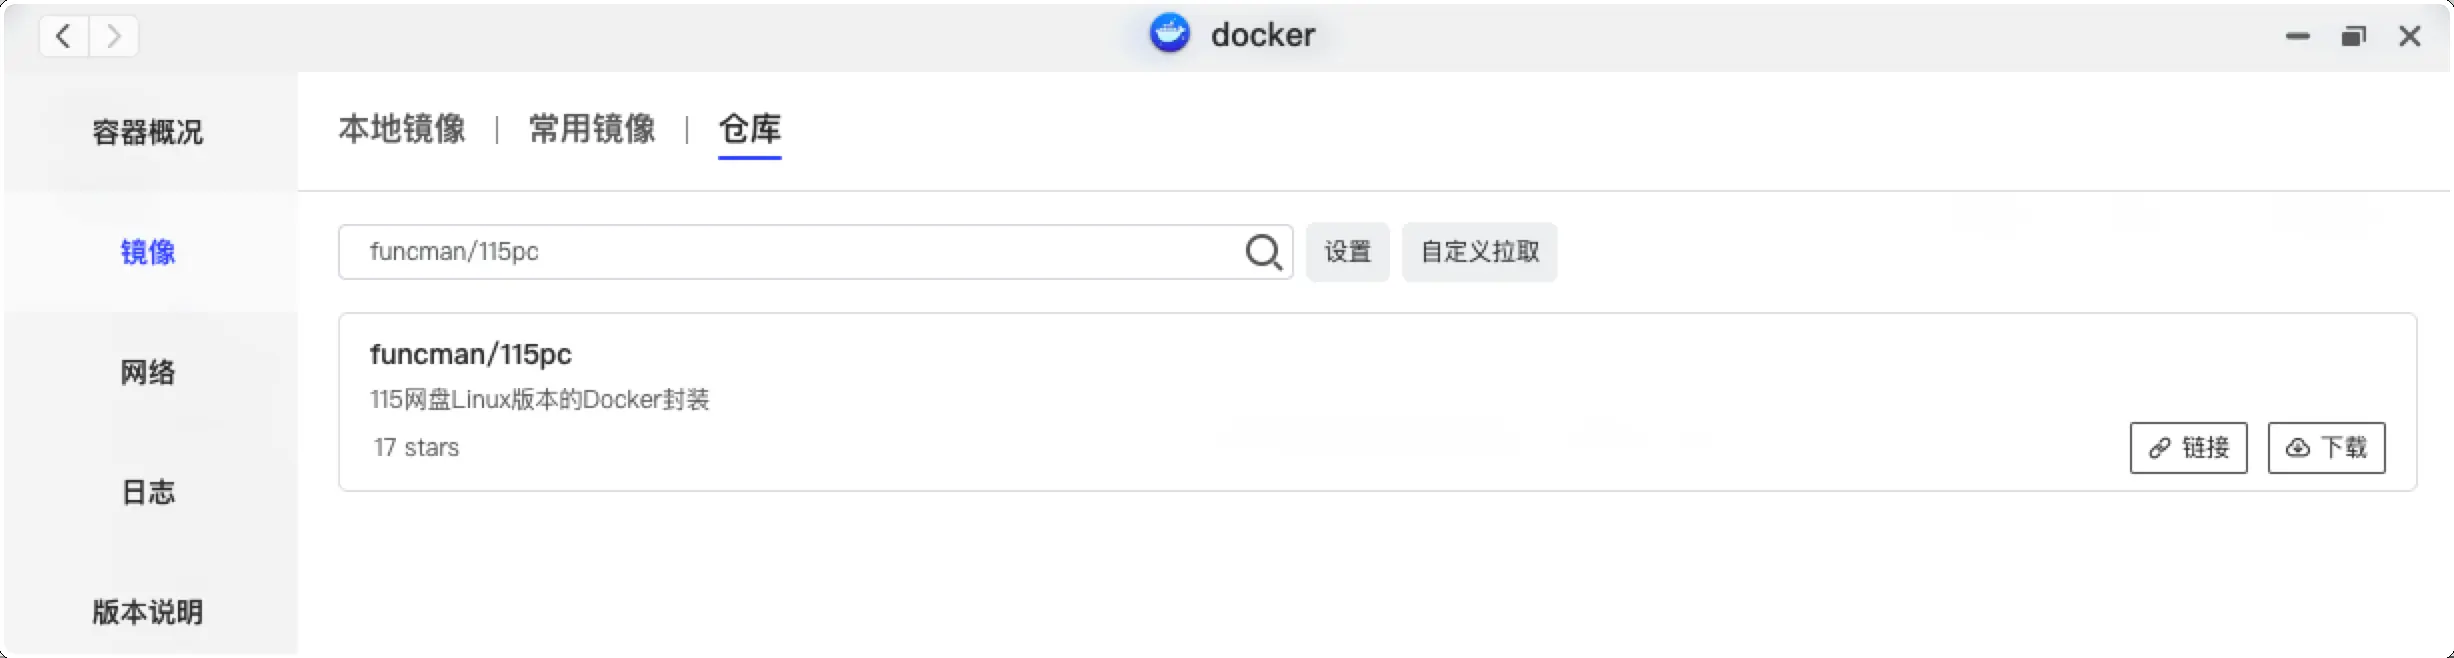 docker
容器概况
镜像
网络
日志
版本说明
本地镜像 | 常用镜像 | 仓库
funcman/115pc
设置
自定义拉取
funcman/115pc
115网盘Linux版本的Docker封装
17 stars
链接
下载